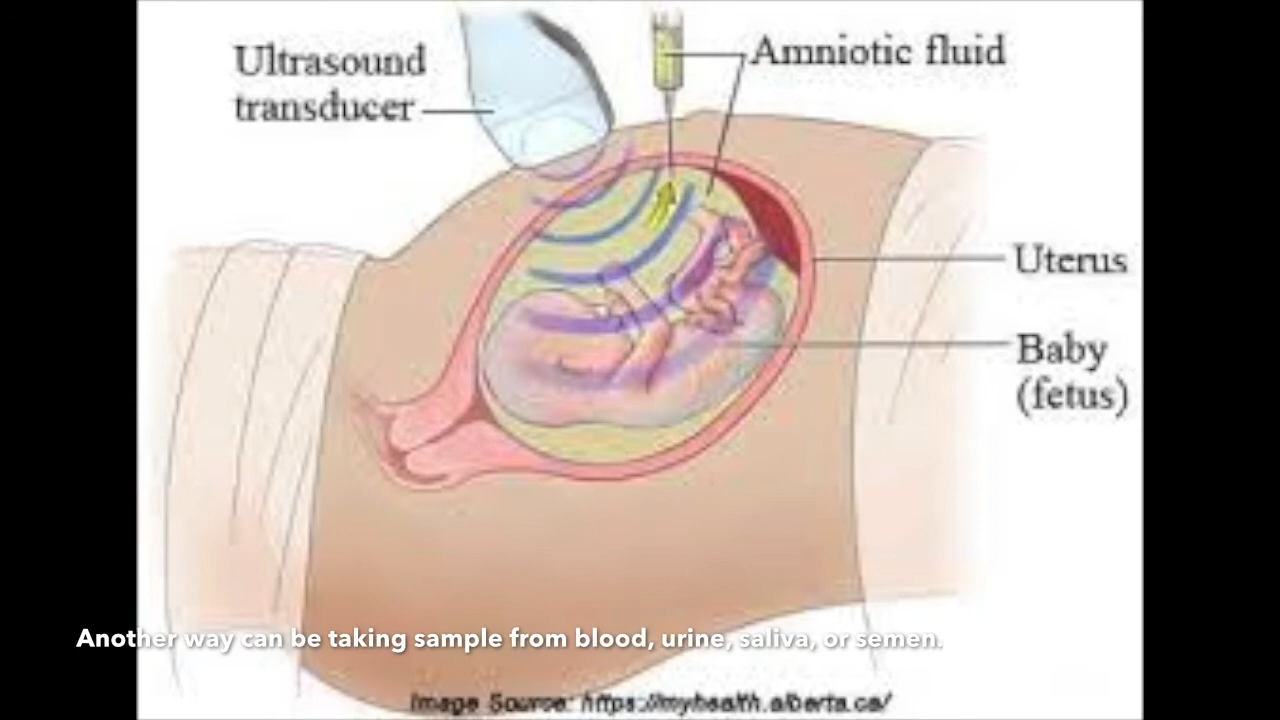 Ultrasound
transducer
Amniotic fluid
Uterus
Baby
(fetus)
Another way can be taking sample from blood, urine, saliva, or semen.
Image Source: https://myhealth.alberta.ca/